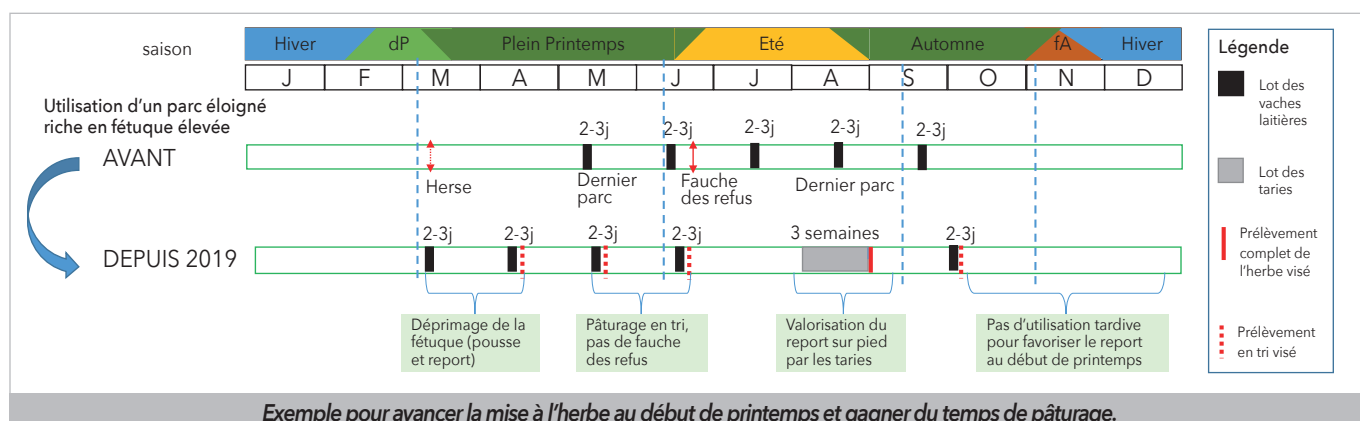 saison
Hiver dP Plein Printemps Eté Automne fA Hiver
J F M A M J J A S O N D
Utilisation d'un parc éloigné
riche en fétuque élevée
AVANT
2-3j 2-3j 2-3j 2-3j 2-3j
Herse
Dernier
parc
Fauche
des refus
Dernier parc
DEPUIS 2019
2-3j 2-3j 2-3j 2-3j 3 semaines 2-3j
Déprimage de la
fétuque (pousse
et report)
Pâturage en tri,
pas de fauche
des refus
Valorisation du
report sur pied
par les taries
Pas d'utilisation tardive
pour favoriser le report
au début de printemps
Légende
Lot des
vaches
laitières
Lot des
taries
Prélèvement
complet de
l'herbe visé
Prélèvement
en tri visé
Exemple pour avancer la mise à l'herbe au début de printemps et gagner du temps de pâturage.